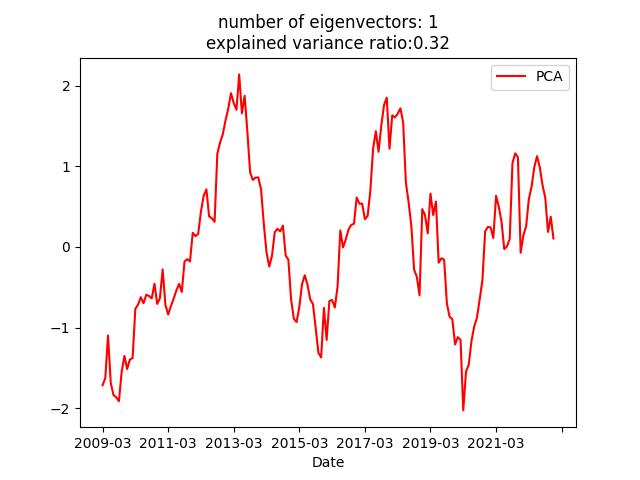 number of eigenvectors: 1
explained variance ratio:0.32
PCA
2
1
0
−1
−2
2009-03 2011-03 2013-03 2015-03 2017-03 2019-03 2021-03
Date